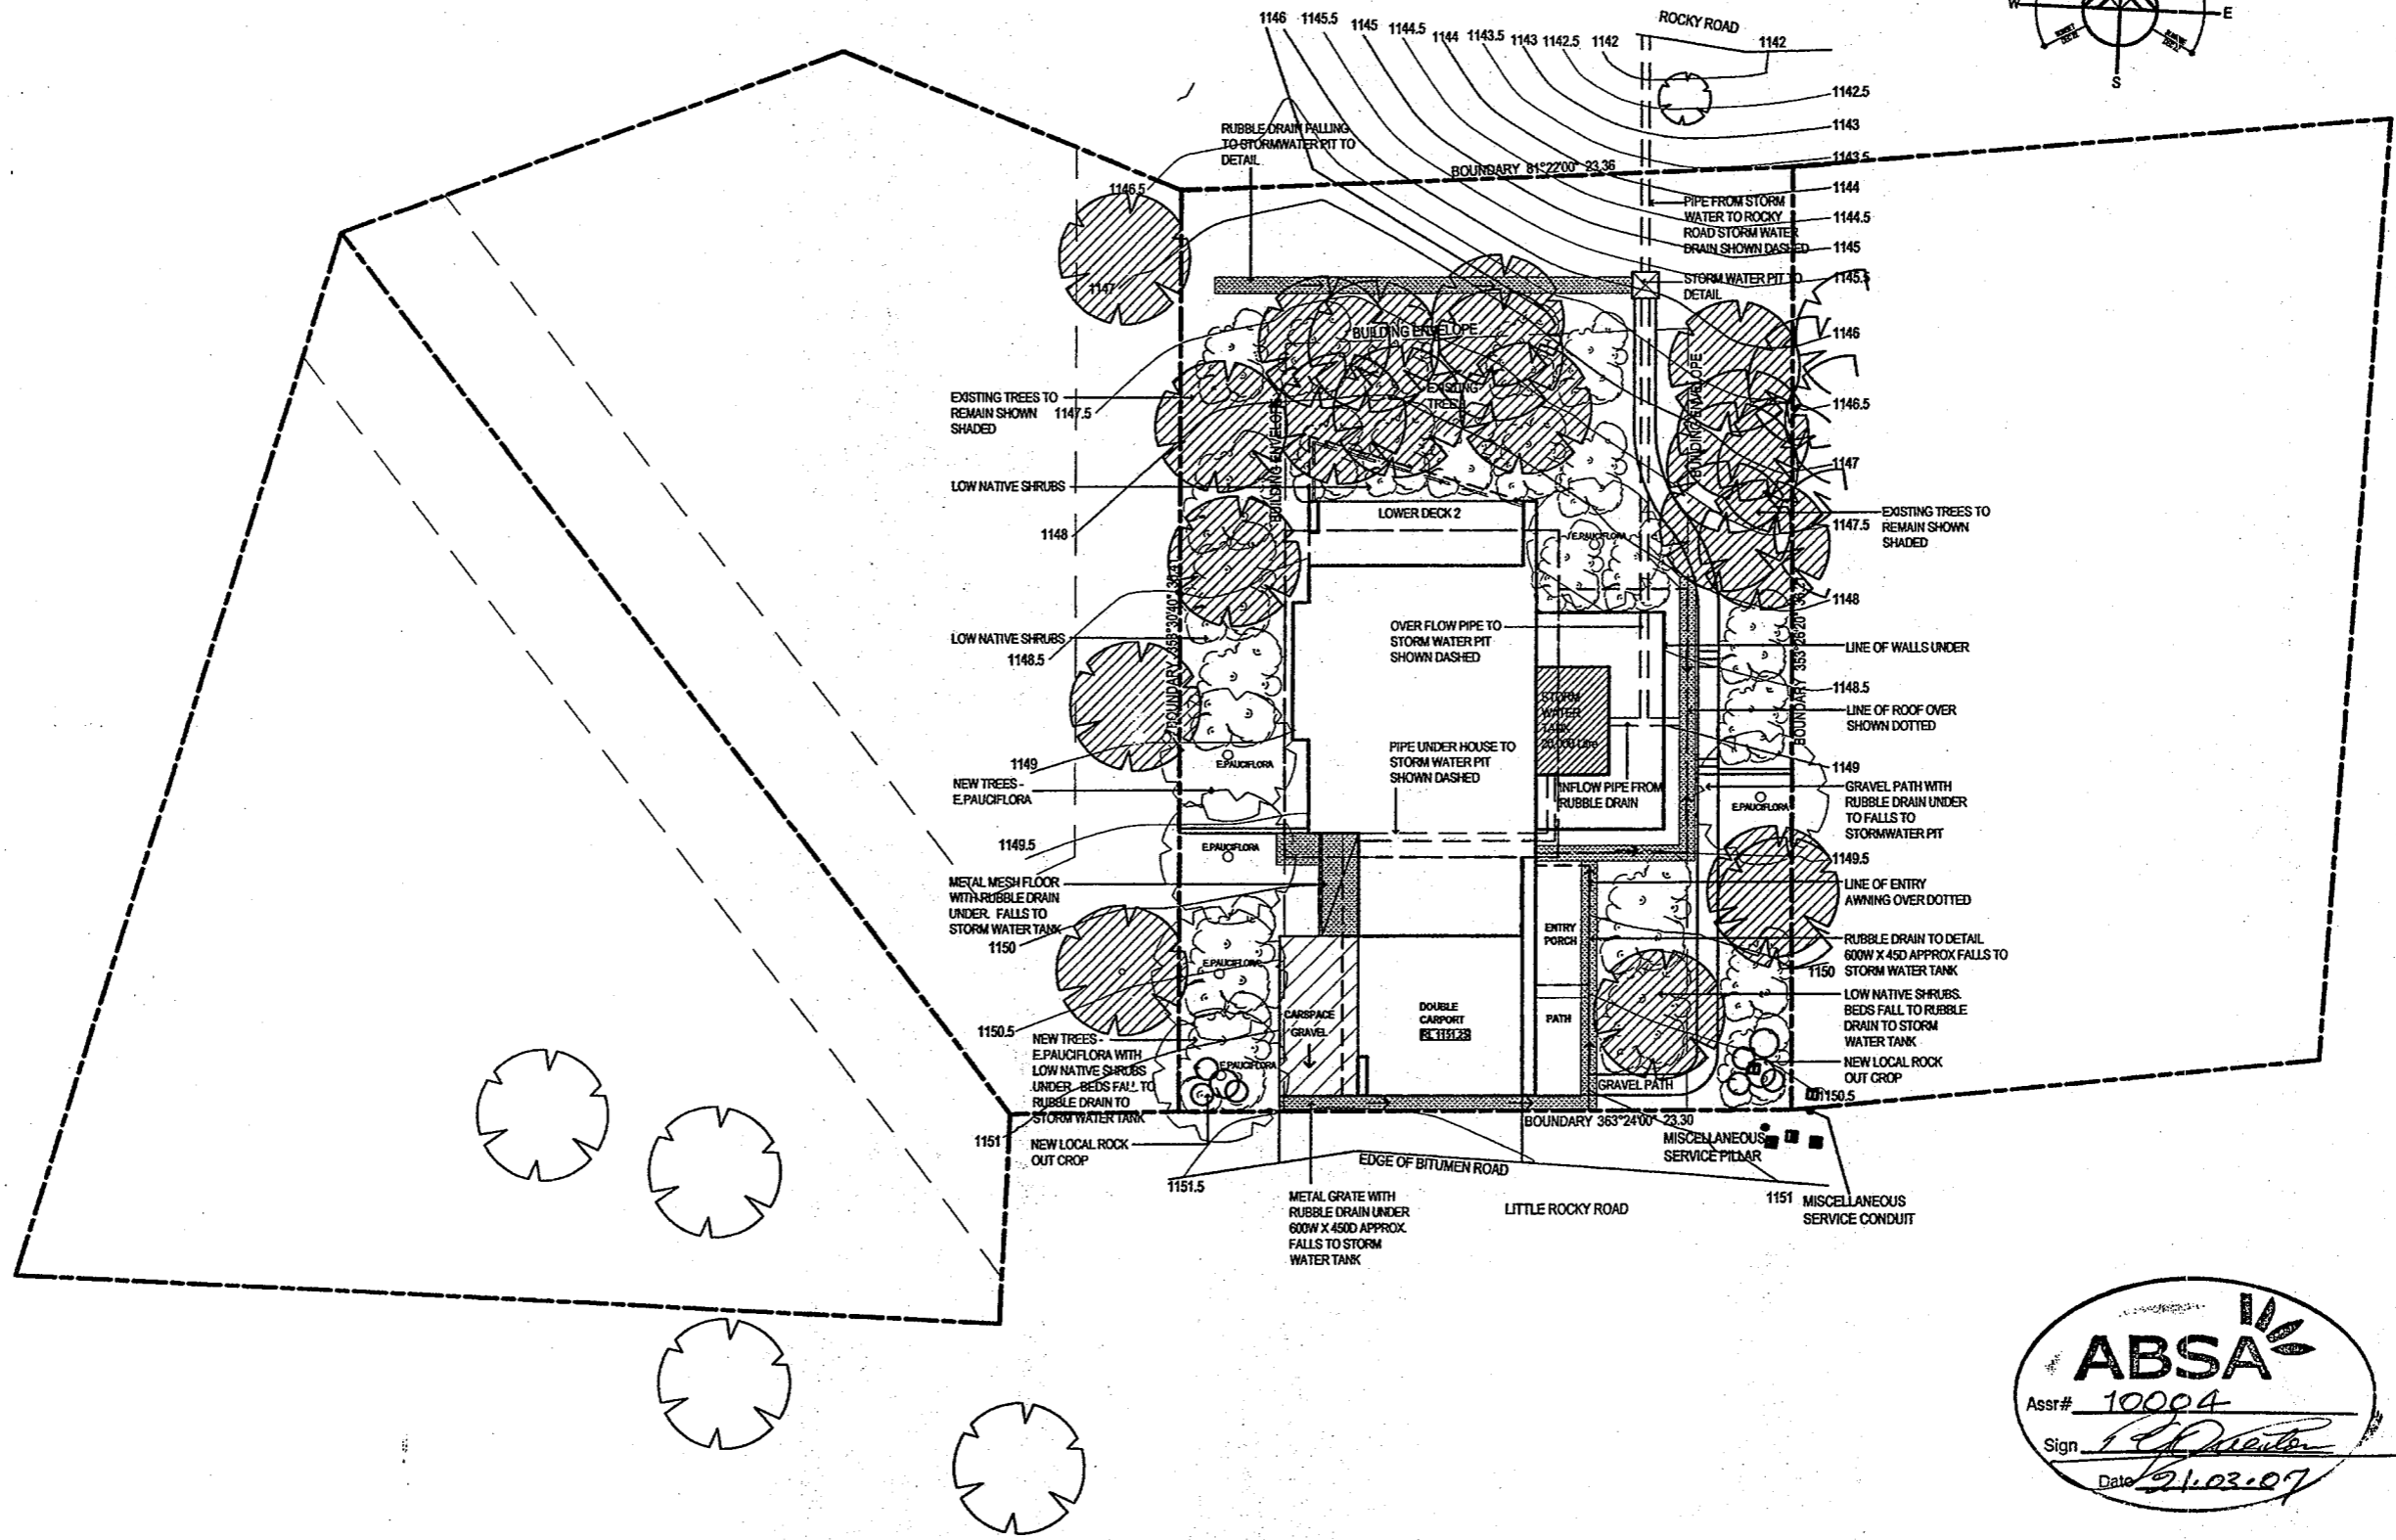 W E
S
ROCKY ROAD
1146 1145.5 1145 1144.5 1144 1143.5 1143 1142.5 1142 1142
1142.5
1143
1143.5
1144
1144.5
1145
1145.5
1146
1146.5
1147
1147.5
1148
1148.5
1149
1149.5
1150
1150.5
RUBBLE DRAIN FALLING
TO STORMWATER PIT TO
DETAIL
BOUNDARY 81°22'00" 23.36
PIPE FROM STORM
WATER TO ROCKY
ROAD STORM WATER
DRAIN SHOWN DASHED
STORM WATER PIT TO
DETAIL
1146.5
1147
BUILDING ENVELOPE
BUILDING ENVELOPE
BUILDING ENVELOPE
EXISTING
TREES
EXISTING TREES TO
REMAIN SHOWN
SHADED
1147.5
LOW NATIVE SHRUBS
1148
LOWER DECK 2
E.PAUCIFLORA
EXISTING TREES TO
REMAIN SHOWN
SHADED
LOW NATIVE SHRUBS
1148.5
OVER FLOW PIPE TO
STORM WATER PIT
SHOWN DASHED
LINE OF WALLS UNDER
STORM
WATER
TANK
LINE OF ROOF OVER
SHOWN DOTTED
BOUNDARY
BOUNDARY
PIPE UNDER HOUSE TO
STORM WATER PIT
SHOWN DASHED
INFLOW PIPE FROM
RUBBLE DRAIN
1149
E.PAUCIFLORA
NEW TREES -
E.PAUCIFLORA
E.PAUCIFLORA
GRAVEL PATH WITH
RUBBLE DRAIN UNDER
TO FALLS TO
STORMWATER PIT
1149.5
E.PAUCIFLORA
METAL MESH FLOOR
WITH RUBBLE DRAIN
UNDER. FALLS TO
STORM WATER TANK
1150
LINE OF ENTRY
AWNING OVER DOTTED
ENTRY
PORCH
RUBBLE DRAIN TO DETAIL
600W X 450 APPROX FALLS TO
STORM WATER TANK
E.PAUCIFLORA
LOW NATIVE SHRUBS.
BEDS FALL TO RUBBLE
DRAIN TO STORM
WATER TANK
CARSPACE
GRAVEL
DOUBLE
CARPORT
RL 1151.25
PATH
1150.5
NEW TREES -
E.PAUCIFLORA WITH
LOW NATIVE SHRUBS
UNDER. BEDS FALL TO
RUBBLE DRAIN TO
STORM WATER TANK
E.PAUCIFLORA
NEW LOCAL ROCK
OUT CROP
GRAVEL PATH
BOUNDARY 363°24'00" 23.30
1151
NEW LOCAL ROCK
OUT CROP
MISCELLANEOUS
SERVICE PILLAR
EDGE OF BITUMEN ROAD
1151.5
1151
MISCELLANEOUS
SERVICE CONDUIT
METAL GRATE WITH
RUBBLE DRAIN UNDER
600W X 450D APPROX.
FALLS TO STORM
WATER TANK
LITTLE ROCKY ROAD
ABSA
Assr# 10004
Sign
Date 21.03.07